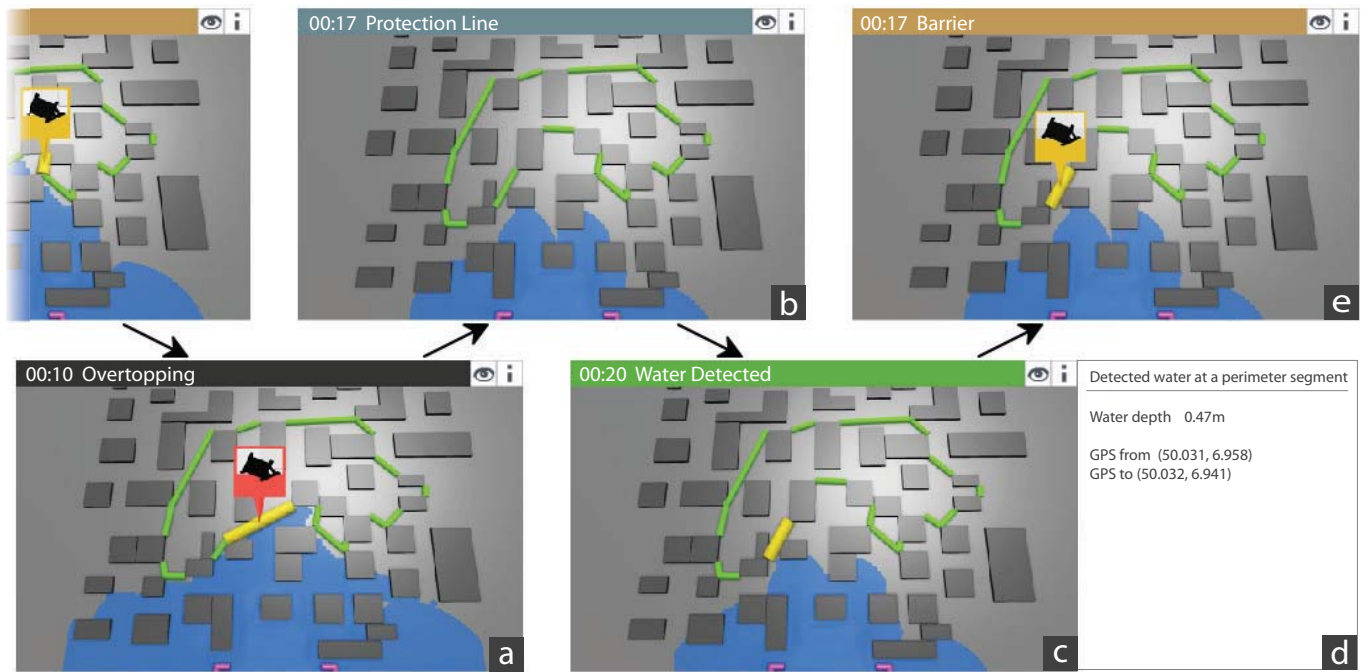 00:17 Protection Line
00:17 Barrier
b
e
00:10 Overtopping
00:20 Water Detected
Detected water at a perimeter segment
Water depth 0.47m
GPS from (50.031, 6.958)
GPS to (50.032, 6.941)
a
c
d